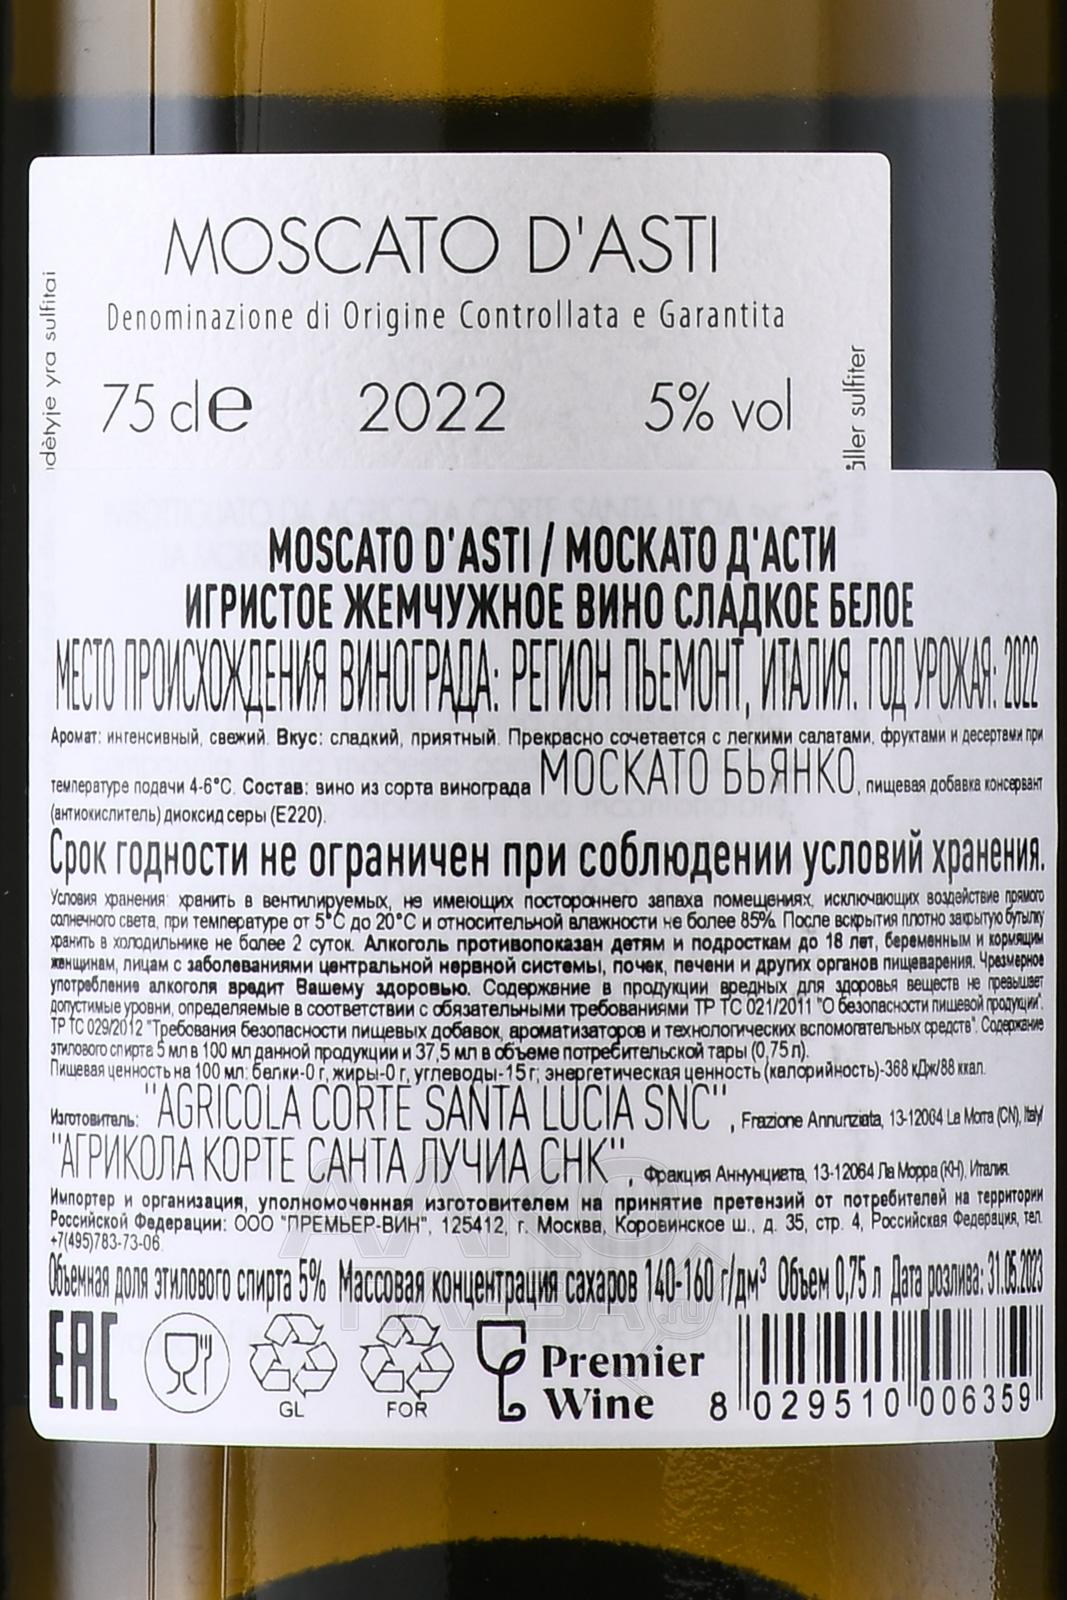 MOSCATO D'ASTI
Denominazione di Origine Controllata e Garantita
75 cl e 2022 5% vol
yra sulfitai
åller sulfiter
MOSCATO D'ASTI / МОСКАТО Д'АСТИ
ИГРИСТОЕ ЖЕМЧУЖНОЕ ВИНО СЛАДКОЕ БЕЛОЕ
МЕСТО ПРОИСХОЖДЕНИЯ ВИНОГРАДА: РЕГИОН ПЬЕМОНТ, ИТАЛИЯ. ГОД УРОЖАЯ: 2022
Аромат: интенсивный, свежий. Вкус: сладкий, приятный. Прекрасно сочетается с легкими салатами, фруктами и десертами при
температуре подачи 4-6°С. Состав: вино из сорта винограда МОСКАТО БЬЯНКО, пищевая добавка консервант
(антиокислитель) диоксид серы (Е220).
Срок годности не ограничен при соблюдении условий хранения.
Условия хранения: хранить в вентилируемых, не имеющих постороннего запаха помещениях, исключающих воздействие прямого
солнечного света, при температуре от 5°С до 20°С и относительной влажности не более 85%. После вскрытия плотно закрытую бутылку
хранить в холодильнике не более 2 суток. Алкоголь противопоказан детям и подросткам до 18 лет, беременным и кормящим
женщинам, лицам с заболеваниями центральной нервной системы, почек, печени и других органов пищеварения. Чрезмерное
употребление алкоголя вредит Вашему здоровью. Содержание в продукции вредных для здоровья веществ не превышает
допустимые уровни, определяемые в соответствии с обязательными требованиями ТР ТС 021/2011 "О безопасности пищевой продукции".
ТР ТС 029/2012 "Требования безопасности пищевых добавок, ароматизаторов и технологических вспомогательных средств". Содержание
этилового спирта 5 мл в 100 мл данной продукции и 37,5 мл в объеме потребительской тары (0,75 л).
Пищевая ценность на 100 мл: белки-0 г, жиры-0 г, углеводы-15 г; энергетическая ценность (калорийность)-368 кДж/88 ккал.
Изготовитель: "AGRICOLA CORTE SANTA LUCIA SNC", Frazione Annunziata, 13-12064 La Morra (CN), Italy
"АГРИКОЛА КОРТЕ САНТА ЛУЧИА СНК", Фракция Аннунциата, 13-12064 Ла Морра (КН), Италия.
Импортер и организация, уполномоченная изготовителем на принятие претензий от потребителей на территории
Российской Федерации: ООО "ПРЕМЬЕР-ВИН", 125412, г. Москва, Коровинское ш., д. 35, стр. 4, Российская Федерация, тел.
+7(495)783-73-06
Объемная доля этилового спирта 5% Массовая концентрация сахаров 140-160 г/дм³ Объем 0,75 л Дата розлива: 31.05.2023
EAC
GL
FOR
Premier
Wine
8 029510 006359